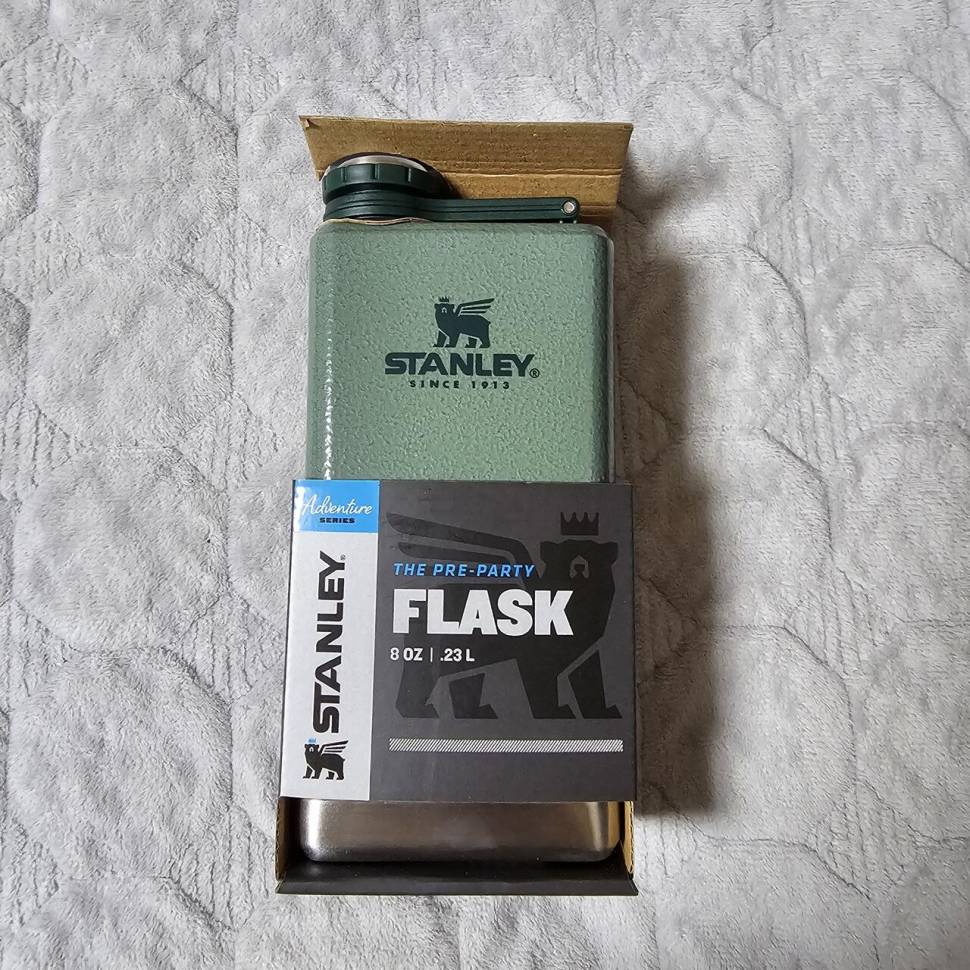 STANLEY®
SINCE 1913
Adventure
SERIES
STANLEY®
THE PRE-PARTY
FLASK
8 OZ | .23 L